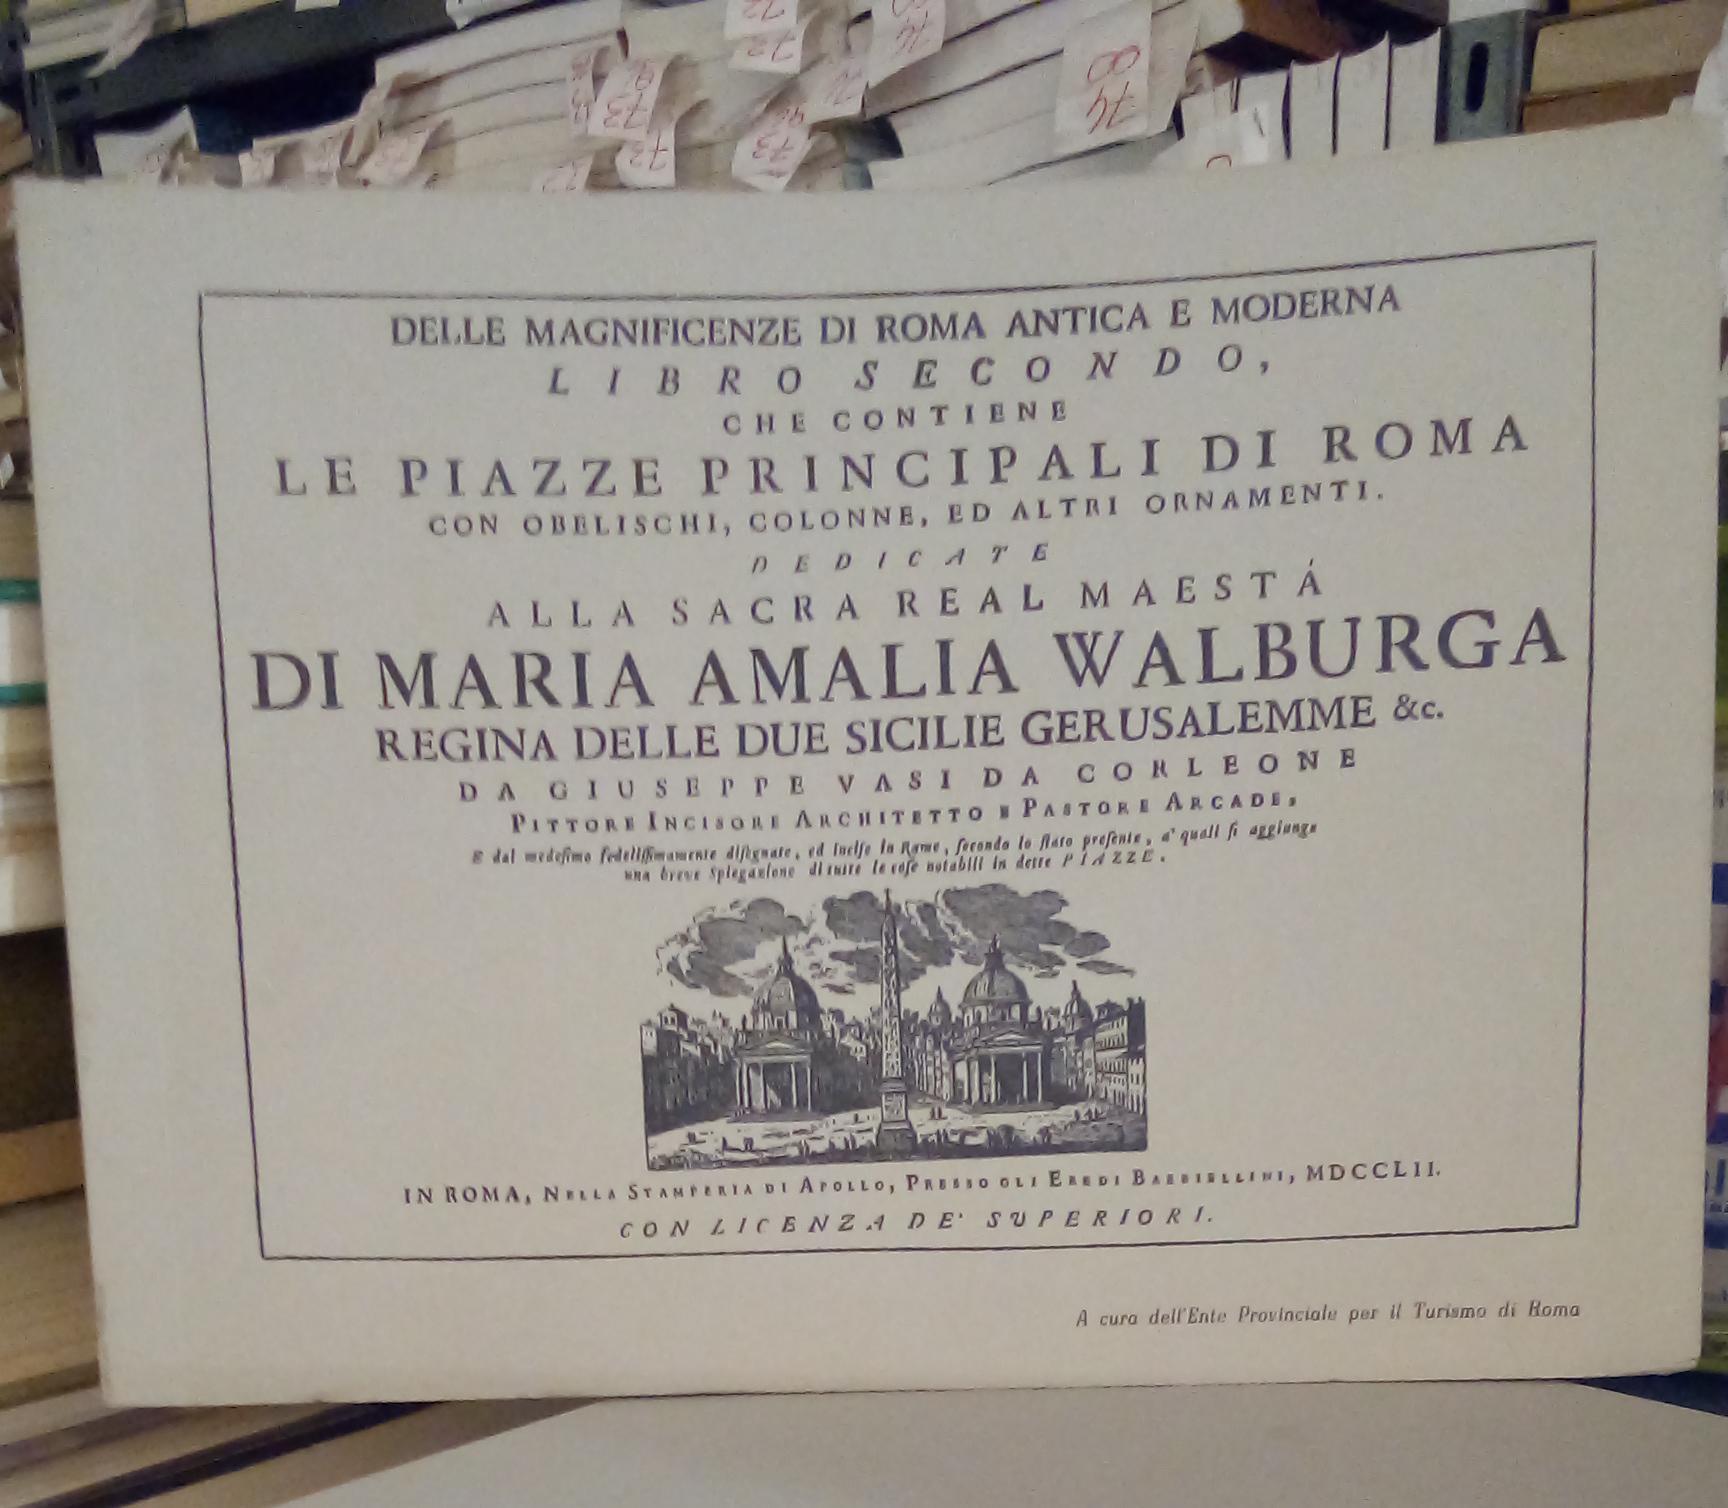 DELLE MAGNIFICENZE DI ROMA ANTICA E MODERNA
LIBRO SECONDO,
CHE CONTIENE
LE PIAZZE PRINCIPALI DI ROMA
CON OBELISCHI, COLONNE, ED ALTRI ORNAMENTI.
DEDICATE
ALLA SACRA REAL MAESTÁ
DI MARIA AMALIA WALBURGA
REGINA DELLE DUE SICILIE GERUSALEMME &c.
DA GIUSEPPE VASI DA CORLEONE
PITTORE INCISORE ARCHITETTO E PASTORE ARCADE,
E dal medesimo fedelissimamente disegnate, ed incise in Rame, secondo lo stato presente, a' quali si aggiunge
una breve Spiegazione di tutte le cose notabili in dette PIAZZE.
IN ROMA, NELLA STAMPERIA DI APOLLO, PRESSO GLI EREDI BARBIELLINI, MDCCLII.
CON LICENZA DE' SUPERIORI.
A cura dell'Ente Provinciale per il Turismo di Roma